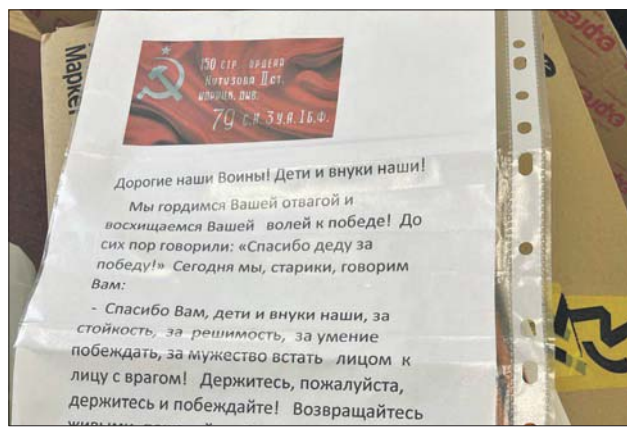 150 СТР. ОРДЕНА
КУТУЗОВА II СТ.
ИДРИЦК. ДИВ.
79 С.К. 3 У.А. 1 Б.Ф.
Маркет
express
Дорогие наши Воины! Дети и внуки наши!
Мы гордимся Вашей отвагой и
восхищаемся Вашей волей к победе! До
сих пор говорили: «Спасибо деду за
победу!» Сегодня мы, старики, говорим
Вам:
- Спасибо Вам, дети и внуки наши, за
стойкость, за решимость, за умение
побеждать, за мужество встать лицом к
лицу с врагом! Держитесь, пожалуйста,
держитесь и побеждайте! Возвращайтесь
живыми